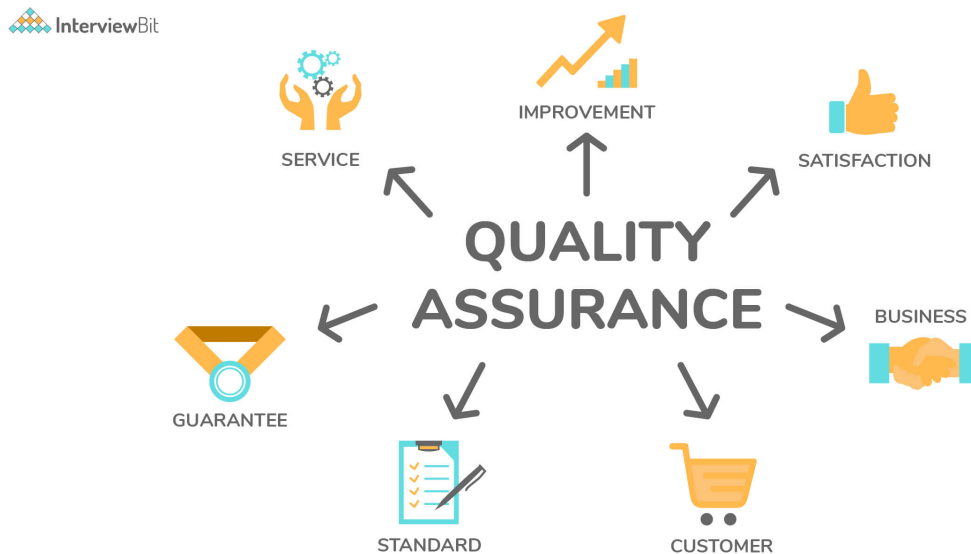 InterviewBit
IMPROVEMENT
SERVICE
SATISFACTION
QUALITY
ASSURANCE
BUSINESS
GUARANTEE
STANDARD
CUSTOMER